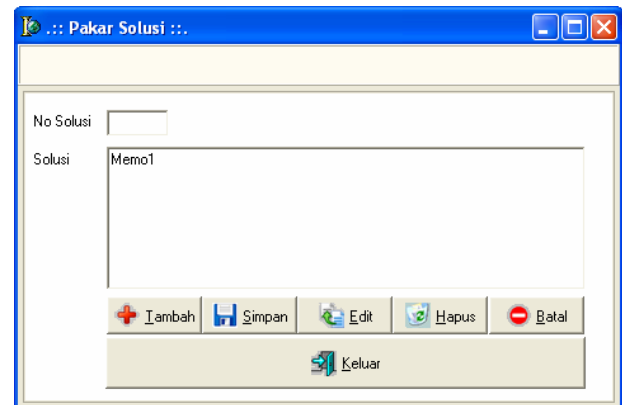 .:: Pakar Solusi ::.
No Solusi
Solusi
Memo1
Tambah Simpan Edit Hapus Batal
Keluar